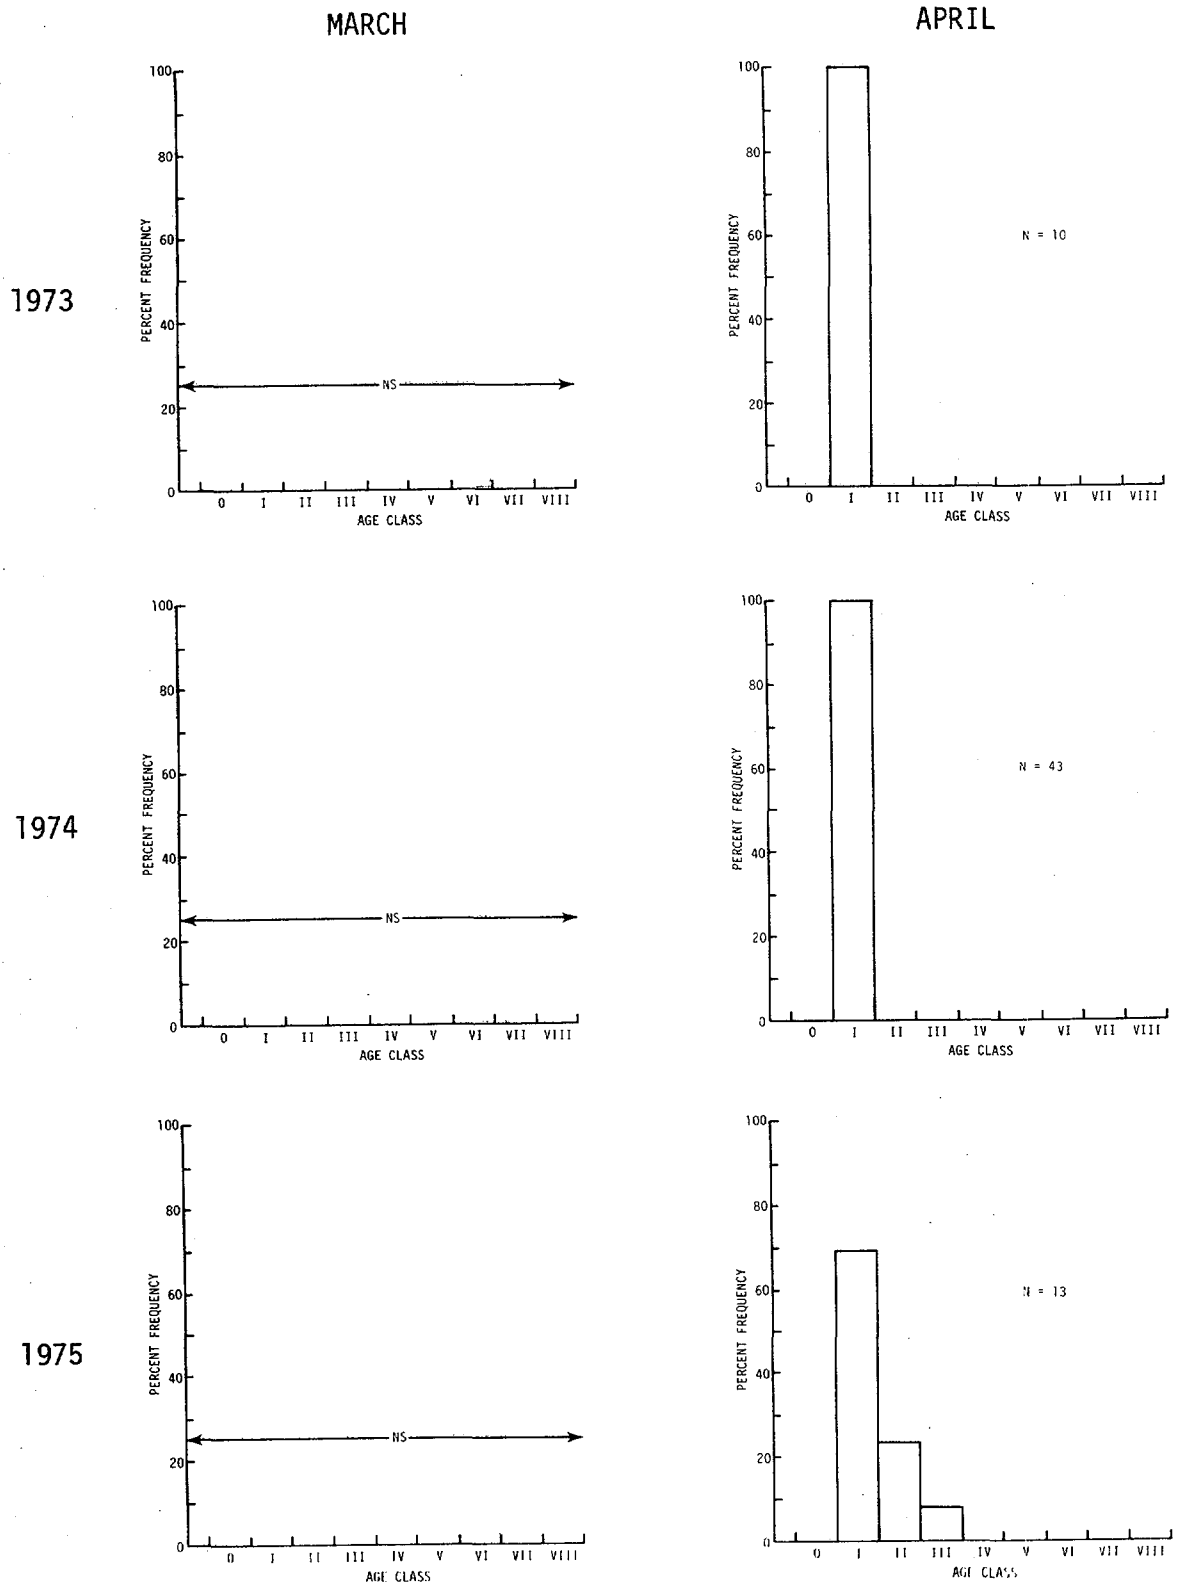 MARCH
APRIL
1973
PERCENT FREQUENCY
100
80
60
40
20
0
NS
0 I II III IV V VI VII VIII
AGE CLASS
PERCENT FREQUENCY
100
80
60
40
20
0
N = 10
0 I II III IV V VI VII VIII
AGE CLASS
1974
PERCENT FREQUENCY
100
80
60
40
20
0
NS
0 I II III IV V VI VII VIII
AGE CLASS
PERCENT FREQUENCY
100
80
60
40
20
0
N = 43
0 I II III IV V VI VII VIII
AGE CLASS
1975
PERCENT FREQUENCY
100
80
60
40
20
0
NS
0 I II III IV V VI VII VIII
AGE CLASS
PERCENT FREQUENCY
100
80
60
40
20
0
N = 13
0 I II III IV V VI VII VIII
AGE CLASS